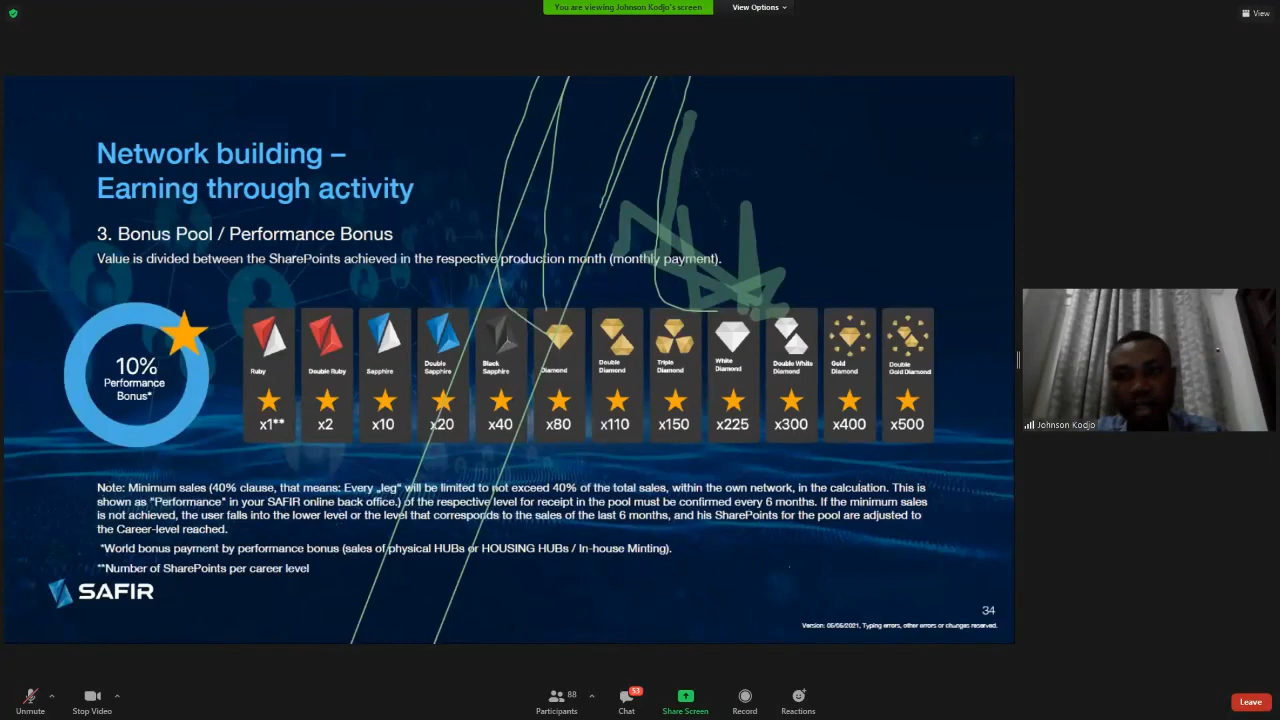 You are viewing Johnson Kodjo's screen
View Options
View
Network building –
Earning through activity
3. Bonus Pool / Performance Bonus
Value is divided between the SharePoints achieved in the respective production month (monthly payment).
10%
Performance
Bonus*
Ruby
x1**
Double Ruby
x2
Sapphire
x10
Double
Sapphire
x20
Black
Sapphire
x40
Diamond
x80
Double
Diamond
x110
Triple
Diamond
x150
White
Diamond
x225
Double White
Diamond
x300
Gold
Diamond
x400
Double
Gold Diamond
x500
Note: Minimum sales (40% clause, that means: Every „leg“ will be limited to not exceed 40% of the total sales, within the own network, in the calculation. This is
shown as "Performance" in your SAFIR online back office.) of the respective level for receipt in the pool must be confirmed every 6 months. If the minimum sales
is not achieved, the user falls into the lower level or the level that corresponds to the sales of the last 6 months, and his SharePoints for the pool are adjusted to
the Career-level reached.
*World bonus payment by performance bonus (sales of physical HUBs or HOUSING HUBs / In-house Minting).
**Number of SharePoints per career level
SAFIR
34
Version: 05/05/2021, Typing errors, other errors or changes reserved.
Johnson Kodjo
Unmute
Stop Video
88
Participants
53
Chat
Share Screen
Record
Reactions
Leave